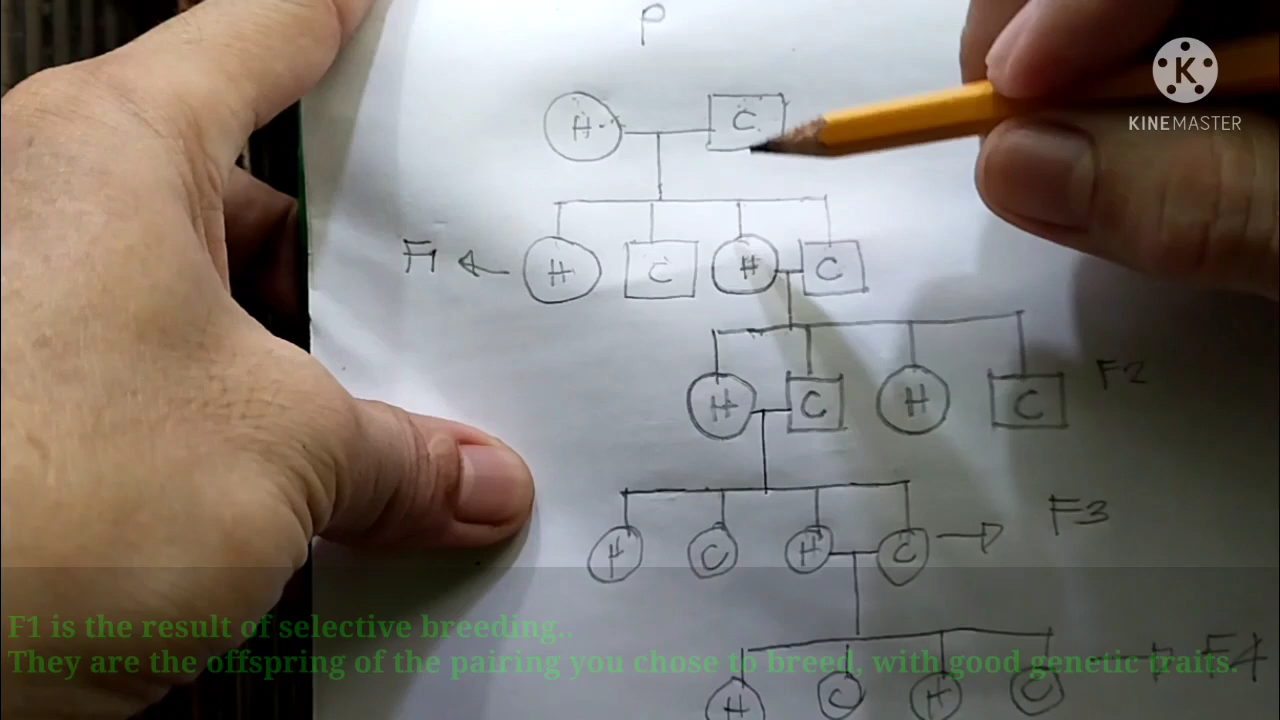 P
K
KINEMASTER
H C
F1 H C H C
H C H C F2
H C H C F3
H C H C F4
F1 is the result of selective breeding..
They are the offspring of the pairing you chose to breed, with good genetic traits.